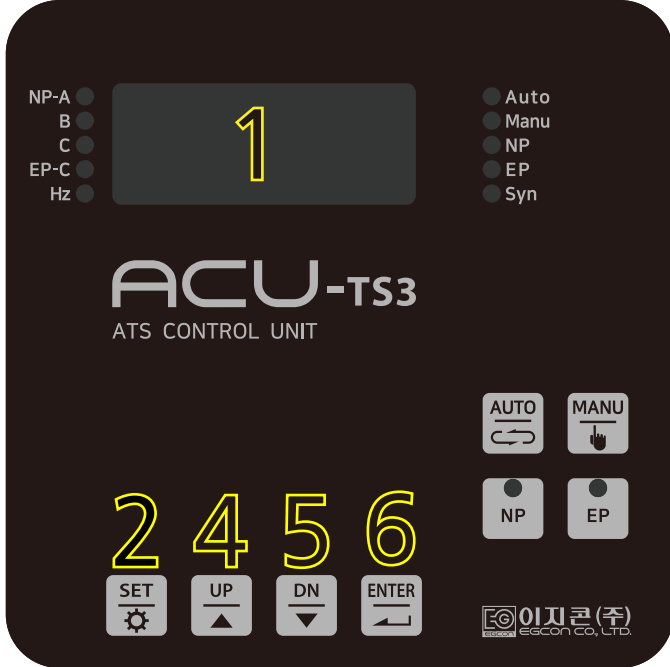 NP-A
B
C
EP-C
Hz
1
Auto
Manu
NP
EP
Syn
ACU-TS3
ATS CONTROL UNIT
AUTO MANU
NP EP
2 4 5 6
SET UP DN ENTER
EG 이지콘(주)
EGCON EGCON CO., LTD.